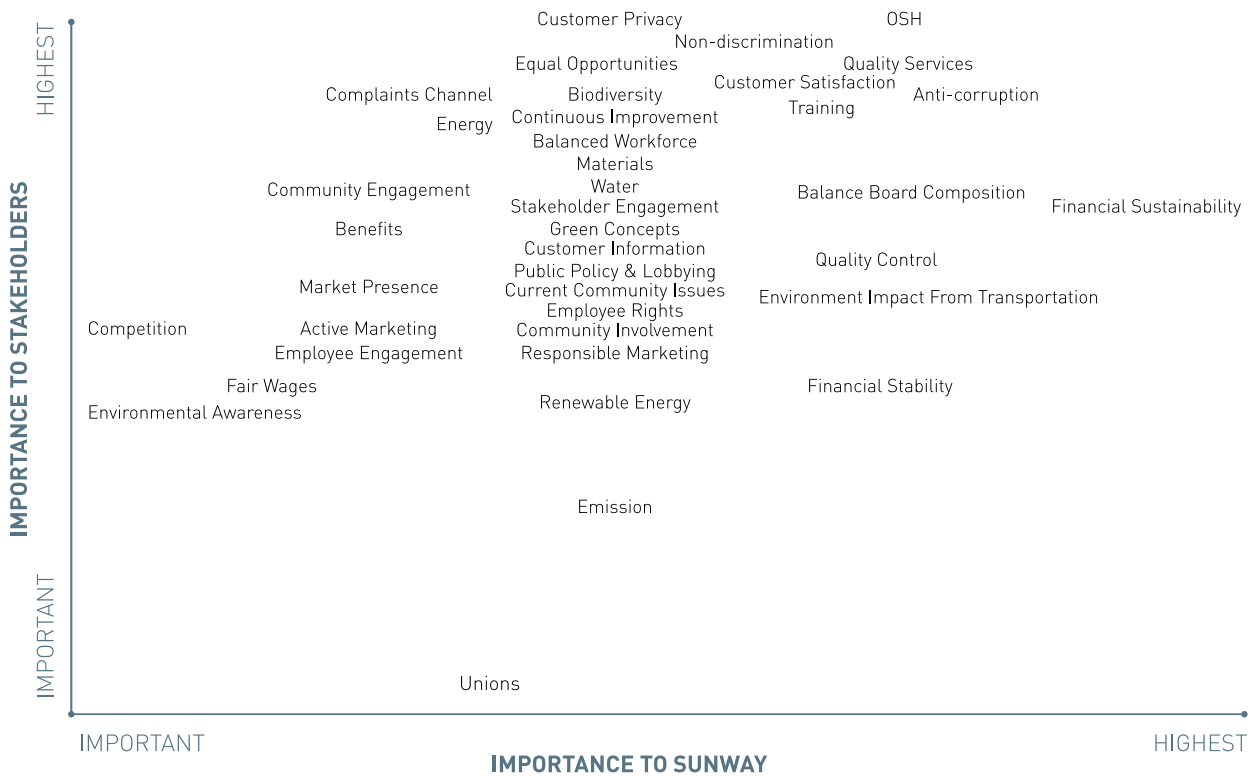 HIGHEST
IMPORTANCE TO STAKEHOLDERS
IMPORTANT
Customer Privacy
OSH
Non-discrimination
Equal Opportunities
Quality Services
Customer Satisfaction
Complaints Channel
Biodiversity
Anti-corruption
Training
Continuous Improvement
Energy
Balanced Workforce
Materials
Water
Community Engagement
Balance Board Composition
Stakeholder Engagement
Financial Sustainability
Benefits
Green Concepts
Customer Information
Quality Control
Public Policy & Lobbying
Market Presence
Current Community Issues
Environment Impact From Transportation
Employee Rights
Competition
Active Marketing
Community Involvement
Employee Engagement
Responsible Marketing
Fair Wages
Financial Stability
Renewable Energy
Environmental Awareness
Emission
Unions
IMPORTANT
IMPORTANCE TO SUNWAY
HIGHEST